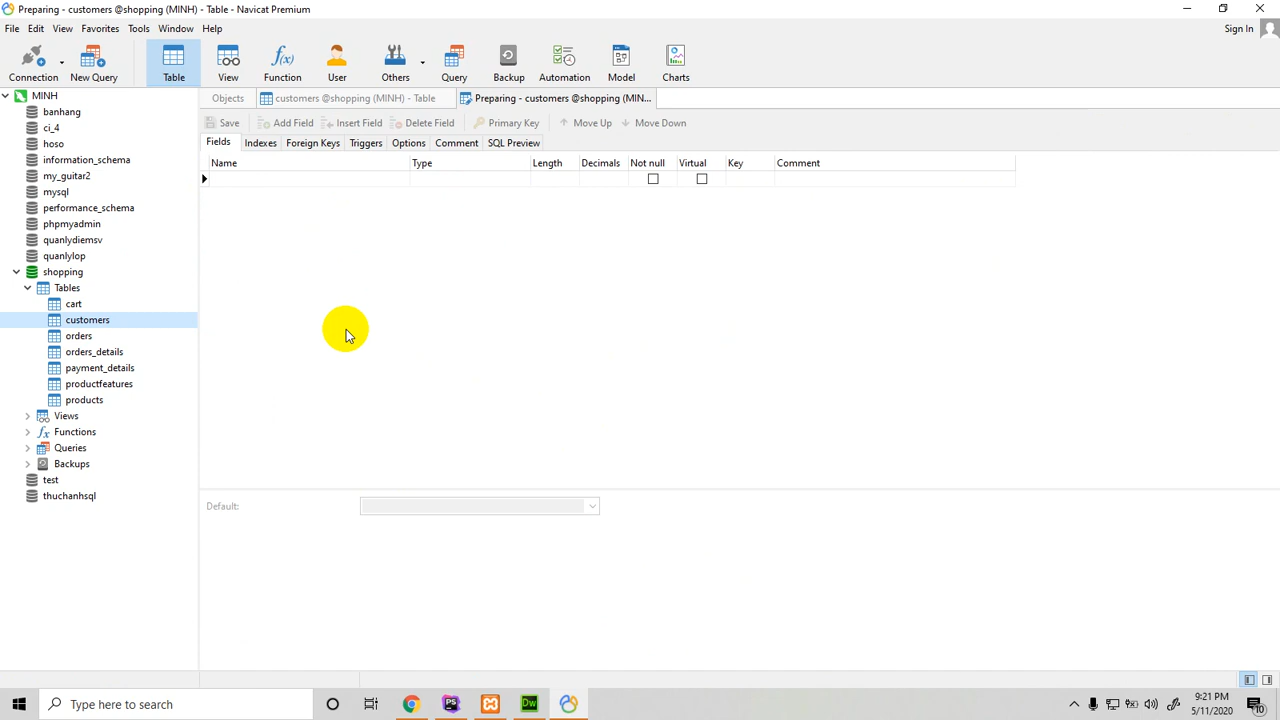 Preparing - customers @shopping (MINH) - Table - Navicat Premium
File Edit View Favorites Tools Window Help
Sign In
Connection New Query Table View Function User Others Query Backup Automation Model Charts
Objects customers @shopping (MINH) - Table Preparing - customers @shopping (MIN...
Save Add Field Insert Field Delete Field Primary Key Move Up Move Down
Fields Indexes Foreign Keys Triggers Options Comment SQL Preview
Name Type Length Decimals Not null Virtual Key Comment
MINH
banhang
ci_4
hoso
information_schema
my_guitar2
mysql
performance_schema
phpmyadmin
quanlydiemsv
quanlylop
shopping
Tables
cart
customers
orders
orders_details
payment_details
productfeatures
products
Views
Functions
Queries
Backups
test
thuchanhsql
Default:
Type here to search
PS
Dw
9:21 PM
5/11/2020
10